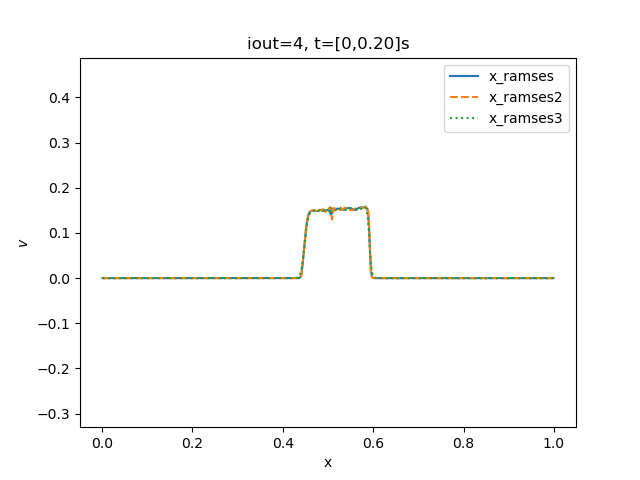 iout=4, t=[0,0.20]s
x_ramses
x_ramses2
x_ramses3
0.4
0.3
0.2
0.1
0.0
−0.1
−0.2
−0.3
v
0.0 0.2 0.4 0.6 0.8 1.0
x